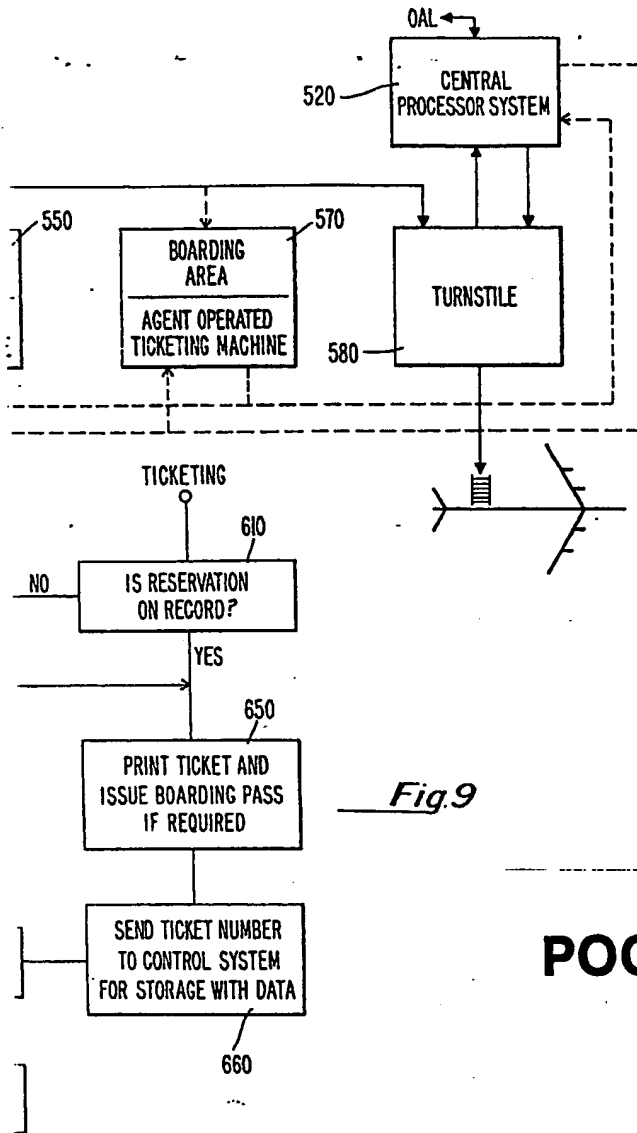 OAL
520
CENTRAL
PROCESSOR SYSTEM
550
570
BOARDING
AREA
AGENT OPERATED
TICKETING MACHINE
TURNSTILE
580
TICKETING
610
NO
IS RESERVATION
ON RECORD?
YES
650
PRINT TICKET AND
ISSUE BOARDING PASS
IF REQUIRED
Fig.9
SEND TICKET NUMBER
TO CONTROL SYSTEM
FOR STORAGE WITH DATA
660